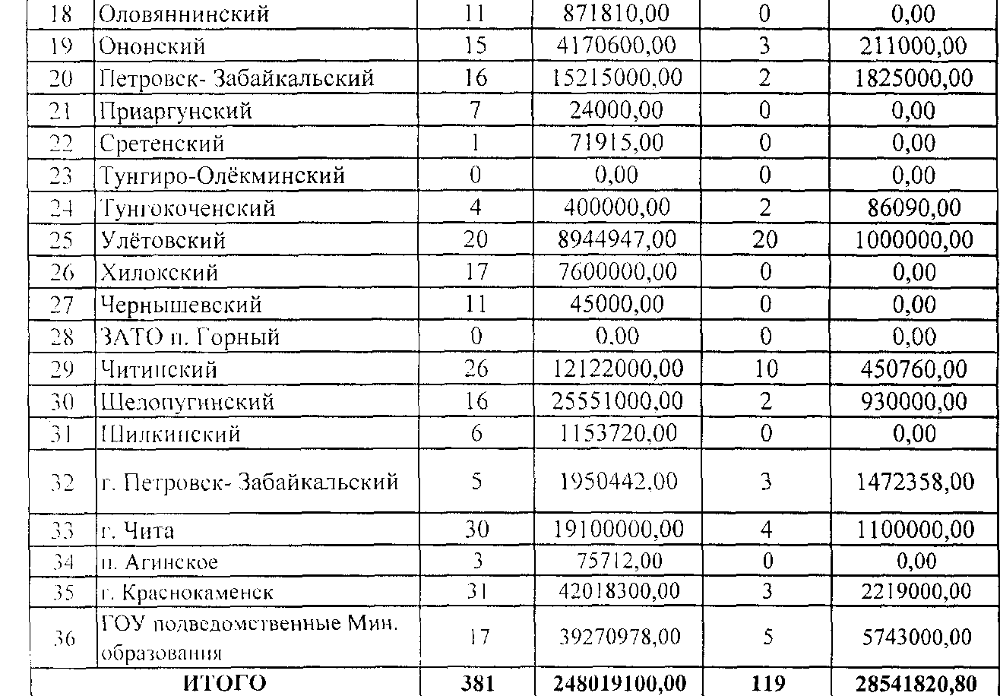 18 Оловяннинский 11 871810,00 0 0,00
19 Ононский 15 4170600,00 3 211000,00
20 Петровск- Забайкальский 16 15215000,00 2 1825000,00
21 Приаргунский 7 24000,00 0 0,00
22 Сретенский 1 71915,00 0 0,00
23 Тунгиро-Олёкминский 0 0,00 0 0,00
24 Тунгокоченский 4 400000,00 2 86090,00
25 Улётовский 20 8944947,00 20 1000000,00
26 Хилокский 17 7600000,00 0 0,00
27 Чернышевский 11 45000,00 0 0,00
28 ЗАТО п. Горный 0 0,00 0 0,00
29 Читинский 26 12122000,00 10 450760,00
30 Шелопугинский 16 25551000,00 2 930000,00
31 Шилкинский 6 1153720,00 0 0,00
32 г. Петровск- Забайкальский 5 1950442,00 3 1472358,00
33 г. Чита 30 19100000,00 4 1100000,00
34 п. Агинское 3 75712,00 0 0,00
35 г. Краснокаменск 31 42018300,00 3 2219000,00
36 ГОУ подведомственные Мин. 17 39270978,00 5 5743000,00
образования
ИТОГО 381 248019100,00 119 28541820,80